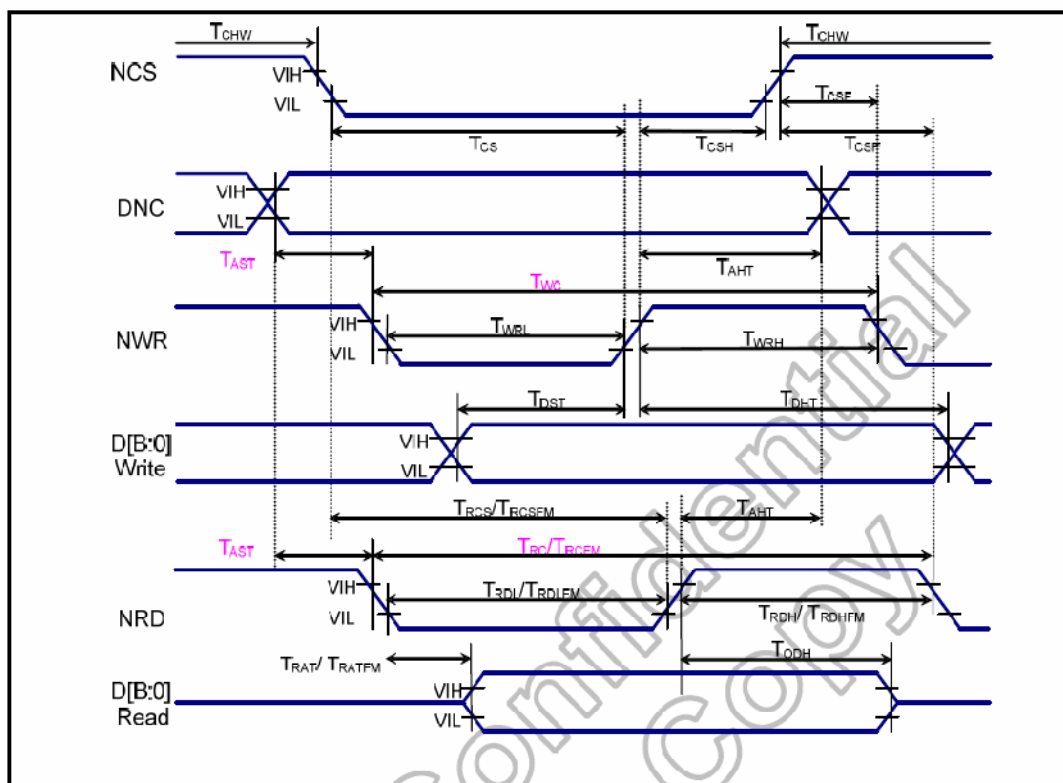 TCHW TCHW
NCS
VIH
VIL
TCSF
TCS TCSH TCSF
DNC
VIH
VIL
TAST TAHT
TWC
NWR
VIH
VIL
TWRL TWRH
TDST TDHT
D[B:0]
Write
VIH
VIL
TRCS/TRCSFM TAHT
TAST TRC/TRCFM
NRD
VIH
VIL
TRDL/TRDLFM TRDH/ TRDHFM
TRAT/ TRATFM TODH
D[B:0]
Read
VIH
VIL
Confidential
Copy